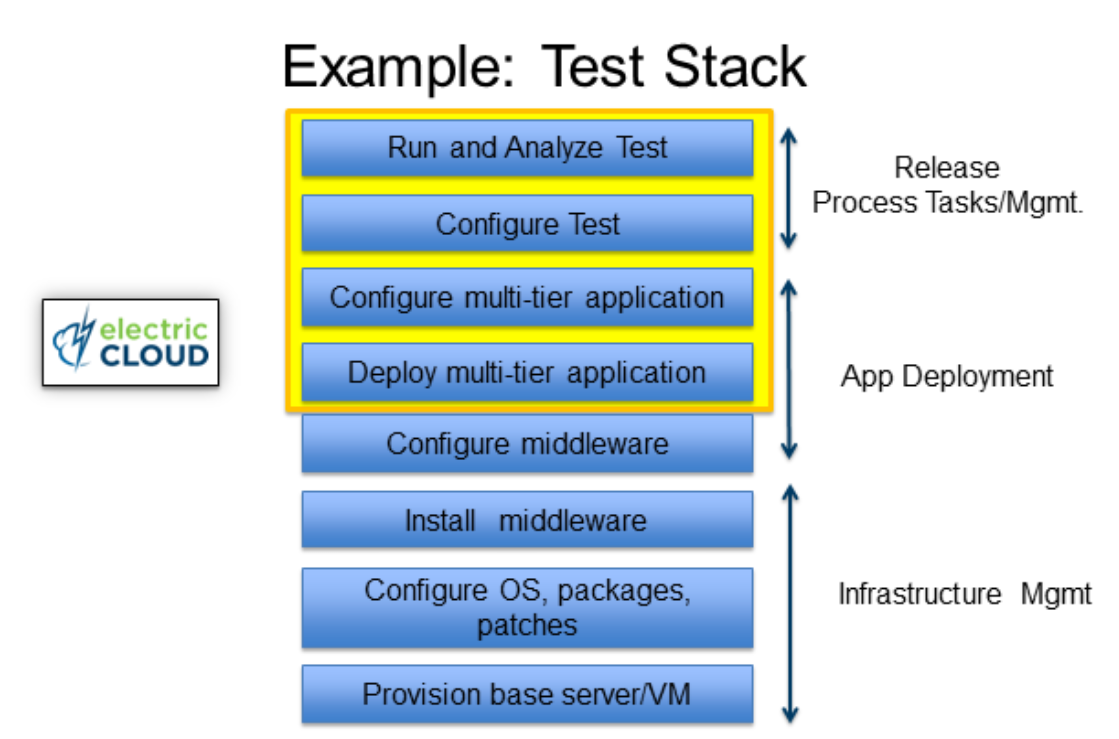 Example: Test Stack
Run and Analyze Test
Configure Test
Configure multi-tier application
Deploy multi-tier application
Configure middleware
Install middleware
Configure OS, packages,
patches
Provision base server/VM
Release
Process Tasks/Mgmt.
App Deployment
Infrastructure Mgmt
electric
CLOUD